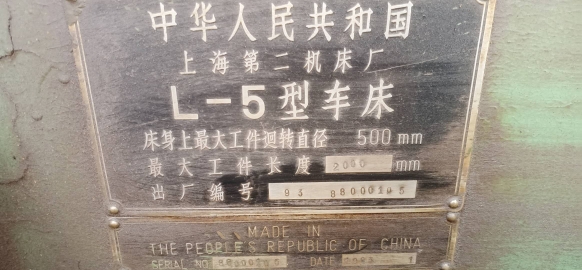 中华人民共和国
上海第二机床厂
L-5型车床
床身上最大工件迴转直径 500mm
最大工件长度 2000 mm
出厂编号
MADE IN
THE PEOPLE'S REPUBLIC OF CHINA
SERIAL NO DATE